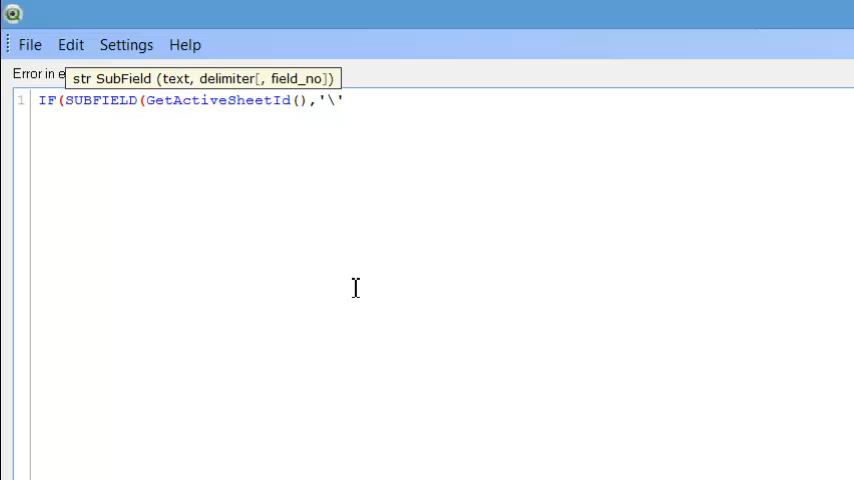 File Edit Settings Help
Error in e
str SubField (text, delimiter[, field_no])
1 IF(SUBFIELD(GetActiveSheetId(),'\'